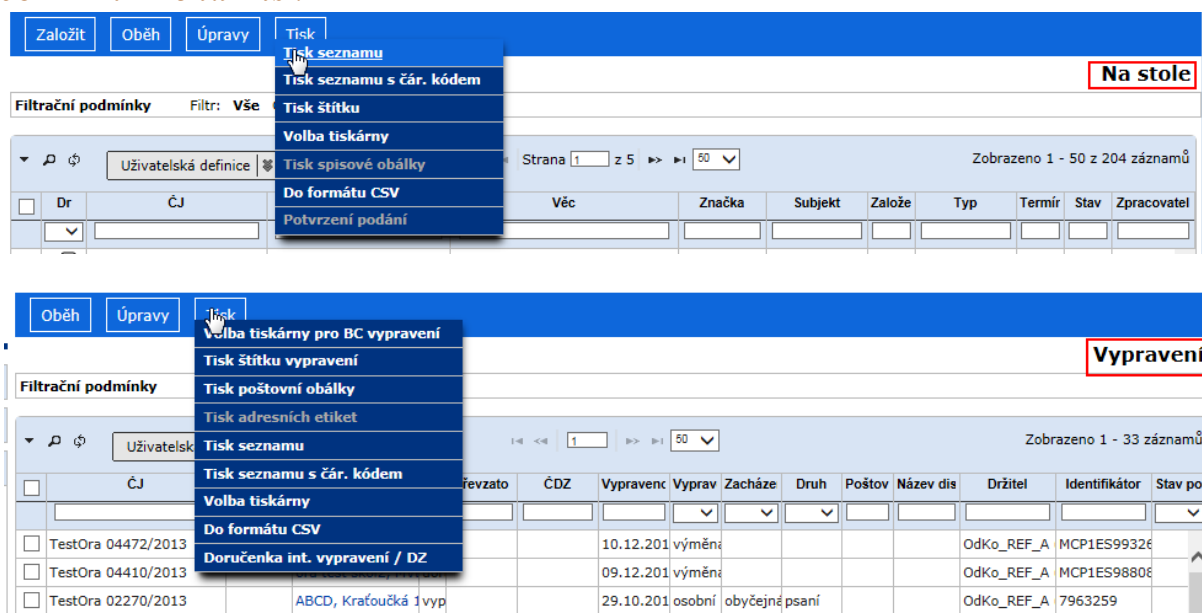 Založit Oběh Úpravy Tisk
Tisk seznamu
Tisk seznamu s čár. kódem
Tisk štítku
Volba tiskárny
Tisk spisové obálky
Do formátu CSV
Potvrzení podání
Na stole
Filtrační podmínky Filtr: Vše
Uživatelská definice Strana 1 z 5 50 Zobrazeno 1 - 50 z 204 záznamů
Dr ČJ Věc Značka Subjekt Založe Typ Termír Stav Zpracovatel
Oběh Úpravy Tisk
Volba tiskárny pro BC vypravení
Tisk štítku vypravení
Tisk poštovní obálky
Tisk adresních etiket
Tisk seznamu
Tisk seznamu s čár. kódem
Volba tiskárny
Do formátu CSV
Doručenka int. vypravení / DZ
Vypravení
Filtrační podmínky
Uživatelsk 1 50 Zobrazeno 1 - 33 záznamů
ČJ řevzato ČDZ Vypravenc Vyprav Zacháze Druh Poštov Název dis Držitel Identifikátor Stav po
TestOra 04472/2013 10.12.201 výměna OdKo_REF_A MCP1ES99326
TestOra 04410/2013 09.12.201 výměna OdKo_REF_A MCP1ES98808
TestOra 02270/2013 ABCD, Kraťoučká 1 vyp 29.10.201 osobní obyčejná psaní OdKo_REF_A 7963259